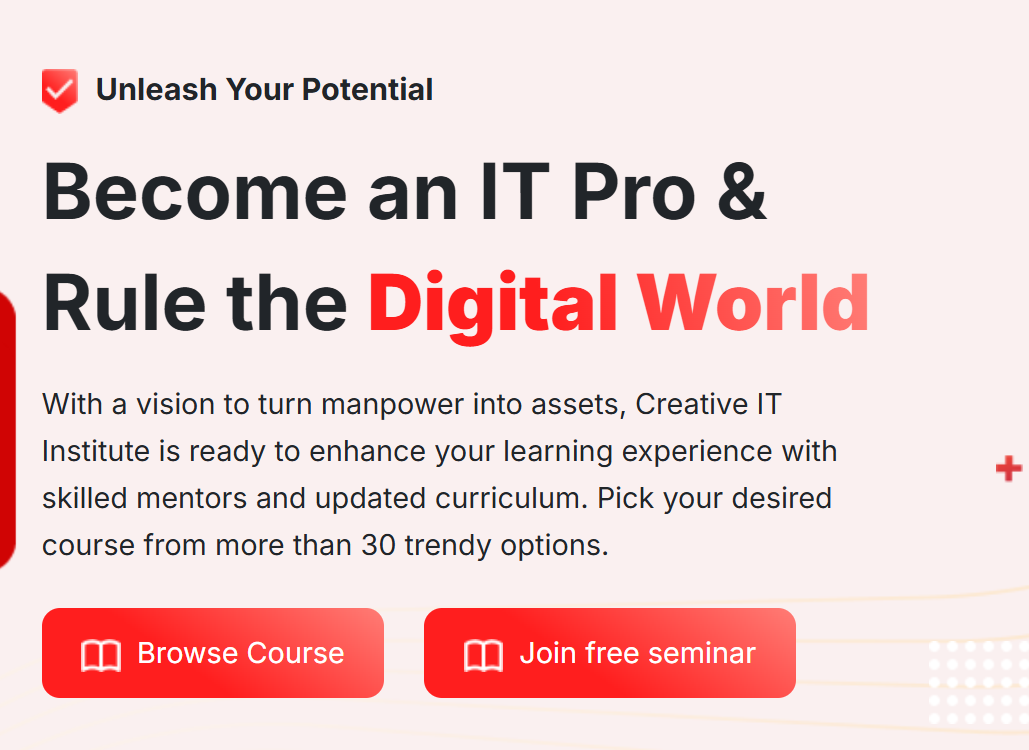 Unleash Your Potential
Become an IT Pro &
Rule the Digital World
With a vision to turn manpower into assets, Creative IT
Institute is ready to enhance your learning experience with
skilled mentors and updated curriculum. Pick your desired
course from more than 30 trendy options.
Browse Course
Join free seminar